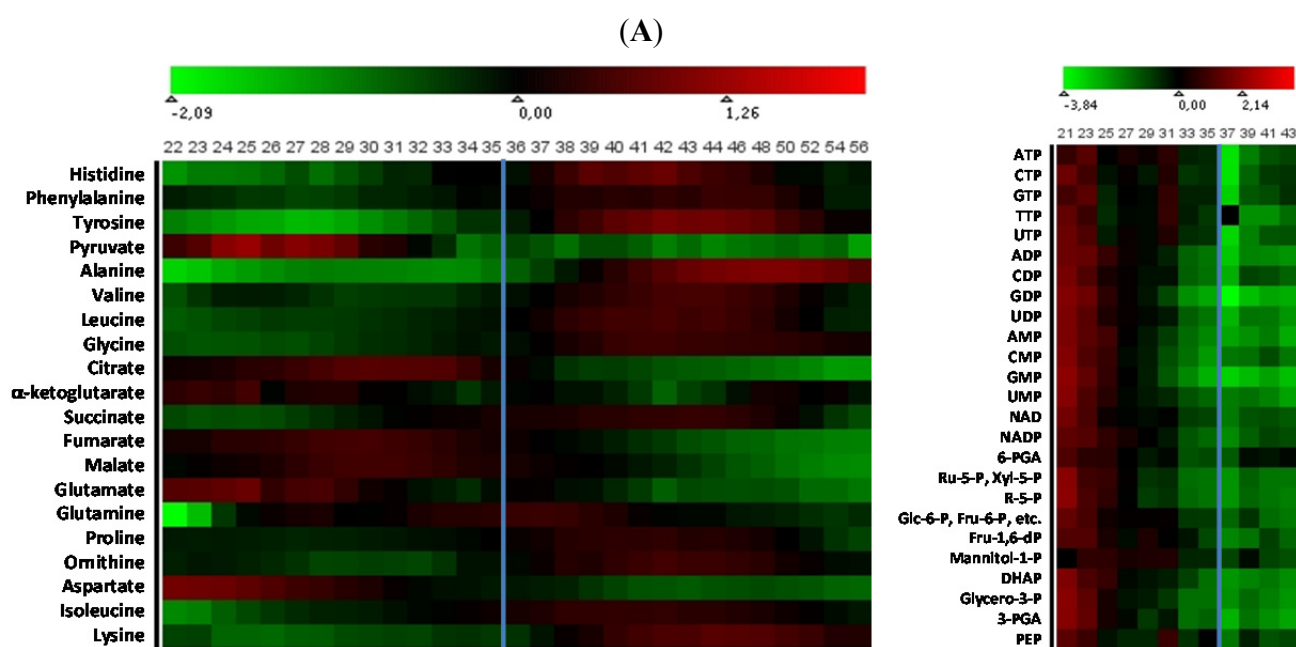 (A)
-2,09 0,00 1,26
22 23 24 25 26 27 29 30 31 32 33 34 35 36 37 38 39 40 41 42 43 44 46 48 50 52 54 56
Histidine
Phenylalanine
Tyrosine
Pyruvate
Alanine
Valine
Leucine
Glycine
Citrate
α-ketoglutarate
Succinate
Fumarate
Malate
Glutamate
Glutamine
Proline
Ornithine
Aspartate
Isoleucine
Lysine
-3,84 0,00 2,14
21 23 25 27 29 31 33 35 37 39 41 43
ATP
CTP
GTP
TTP
UTP
ADP
CDP
GDP
UDP
AMP
CMP
GMP
UMP
NAD
NADP
6-PGA
Ru-5-P, Xyl-5-P
R-5-P
Glc-6-P, Fru-6-P, etc.
Fru-1,6-dP
Mannitol-1-P
DHAP
Glycero-3-P
3-PGA
PEP